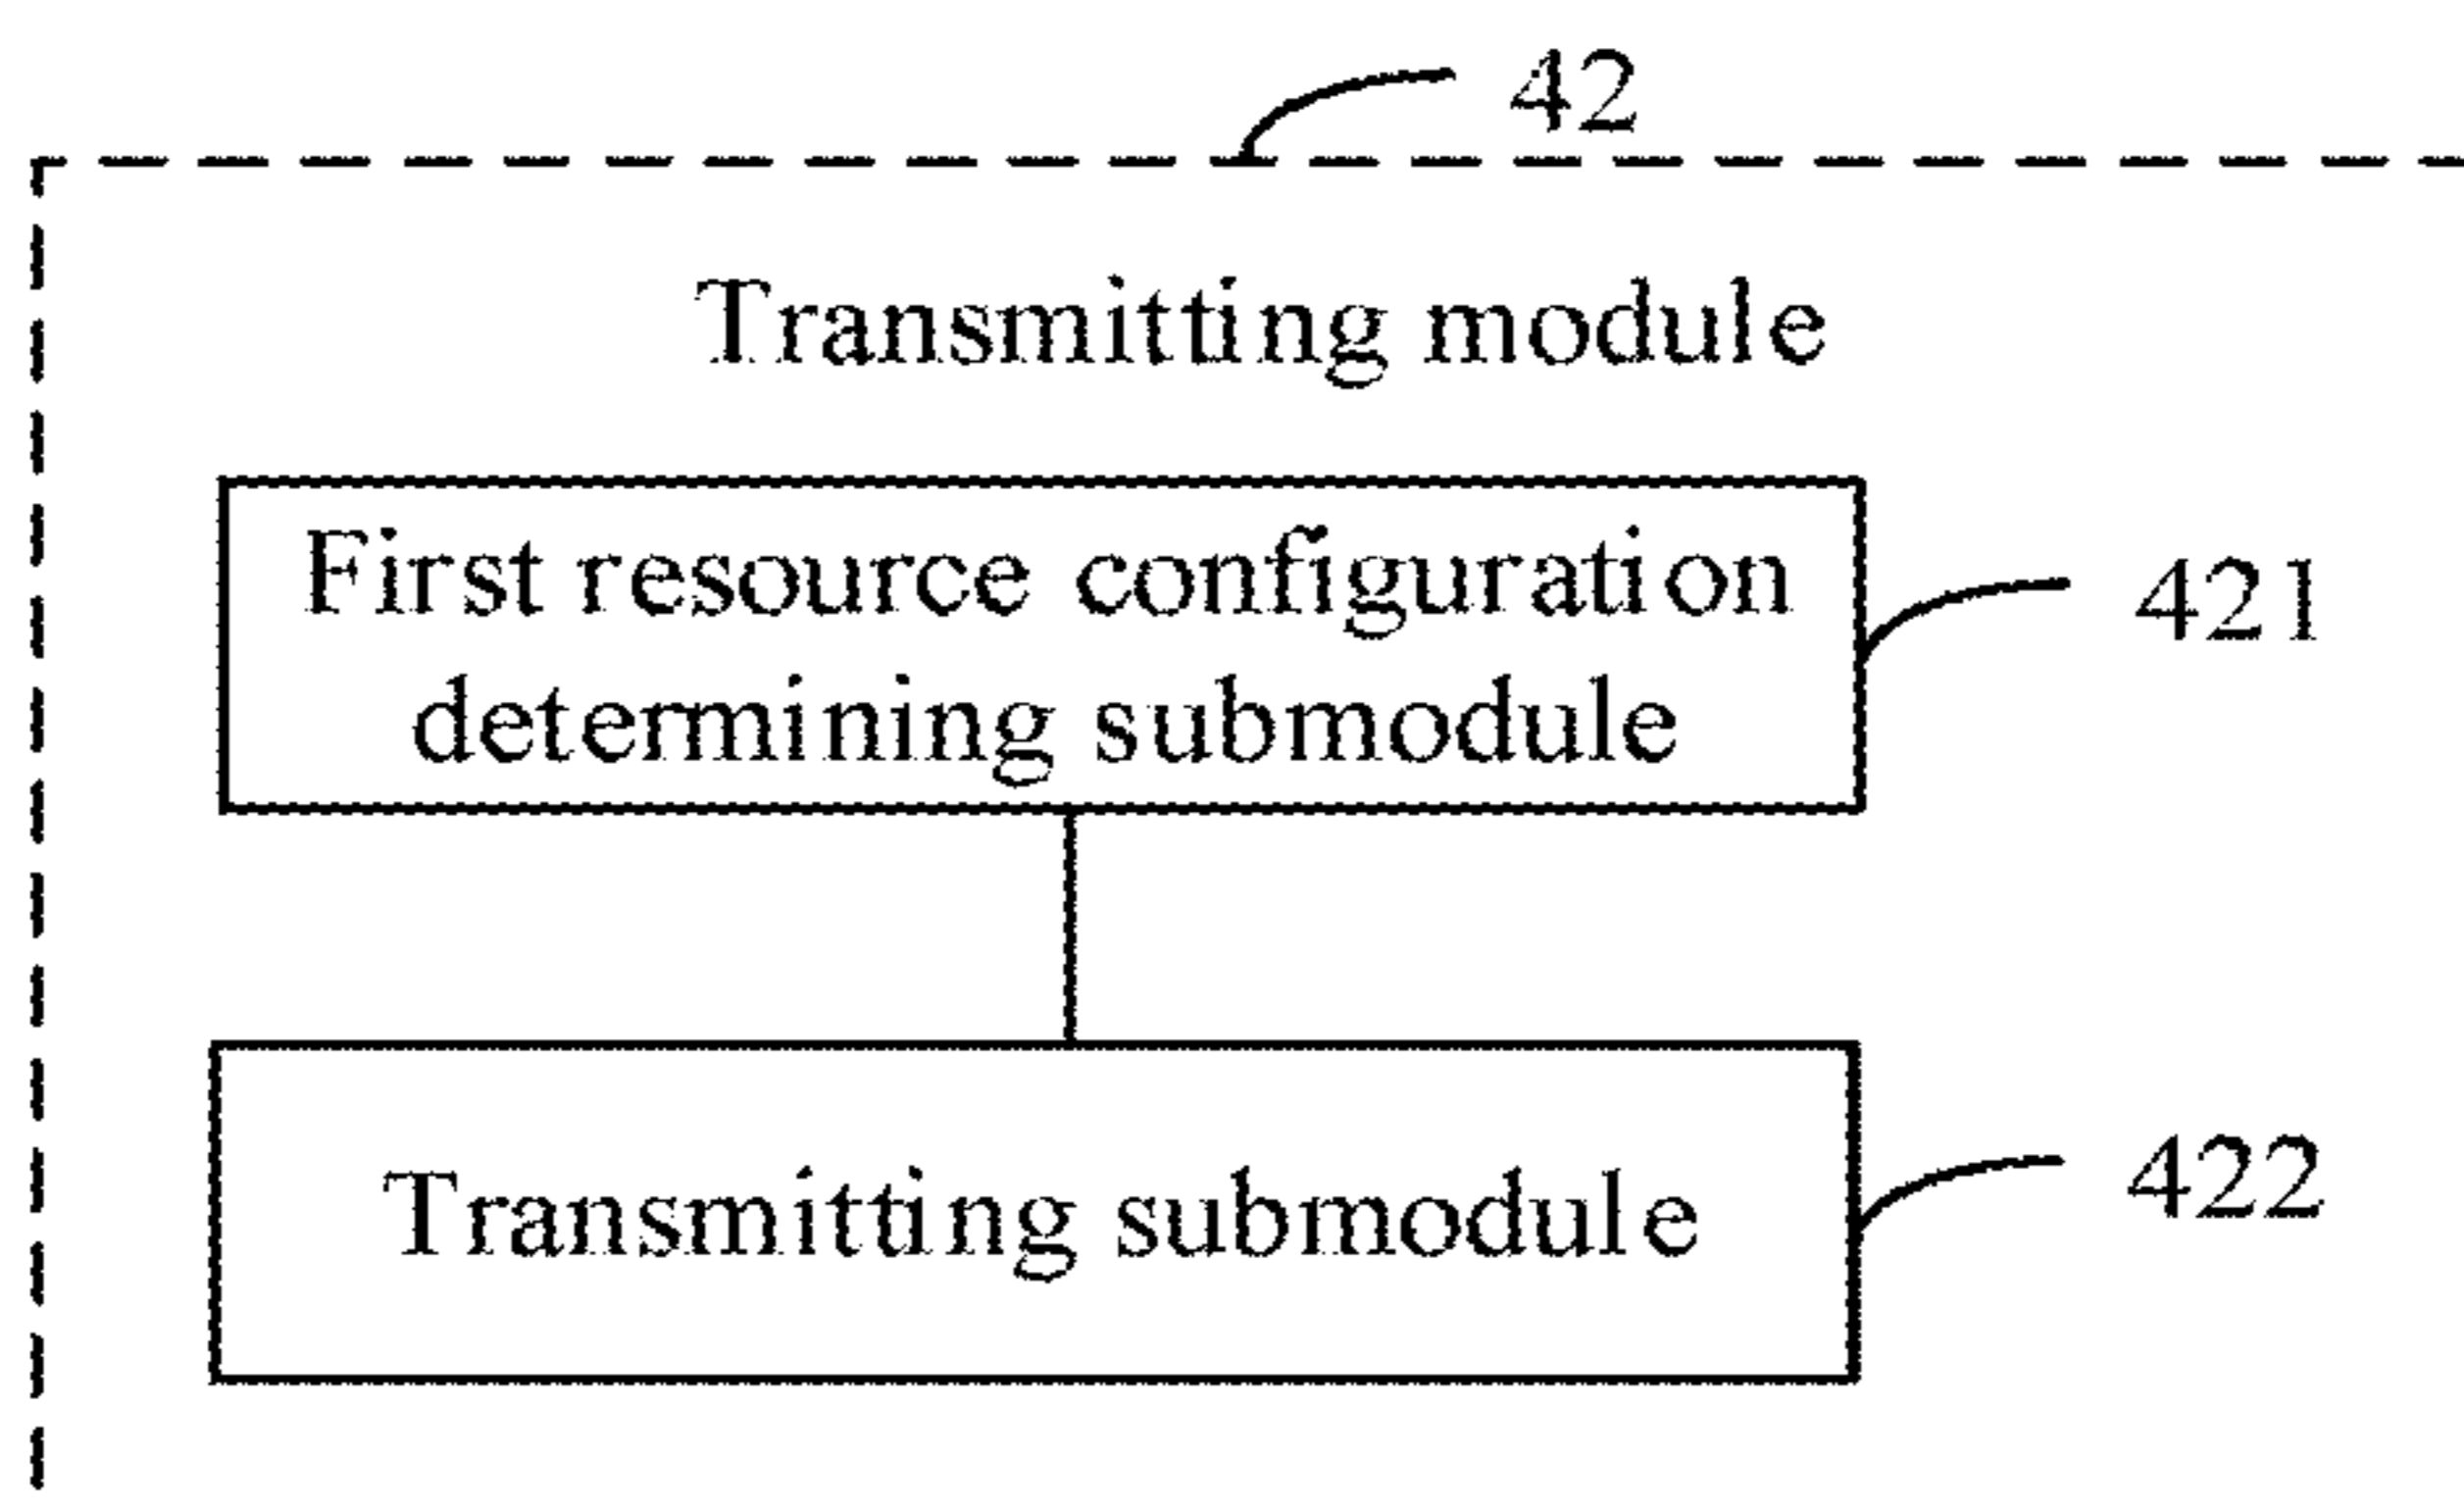 42
Transmitting module
First resource configuration
determining submodule
421
Transmitting submodule
422